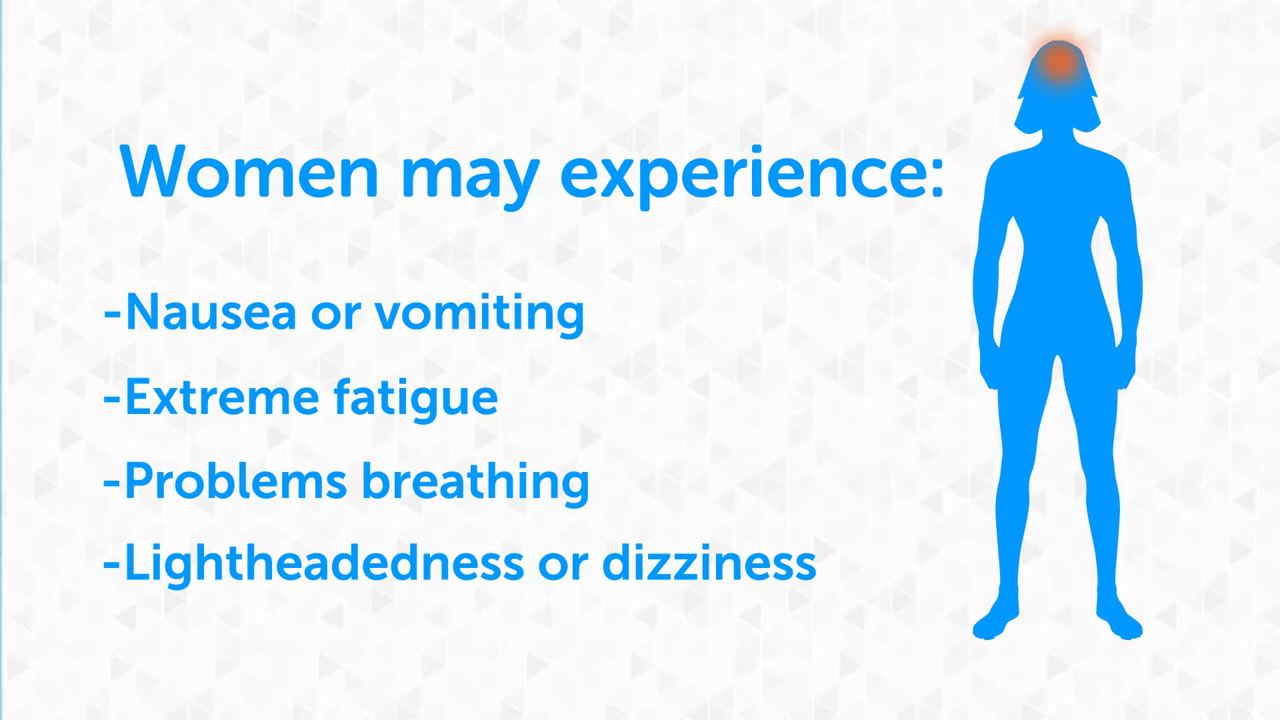 Women may experience:
-Nausea or vomiting
-Extreme fatigue
-Problems breathing
-Lightheadedness or dizziness